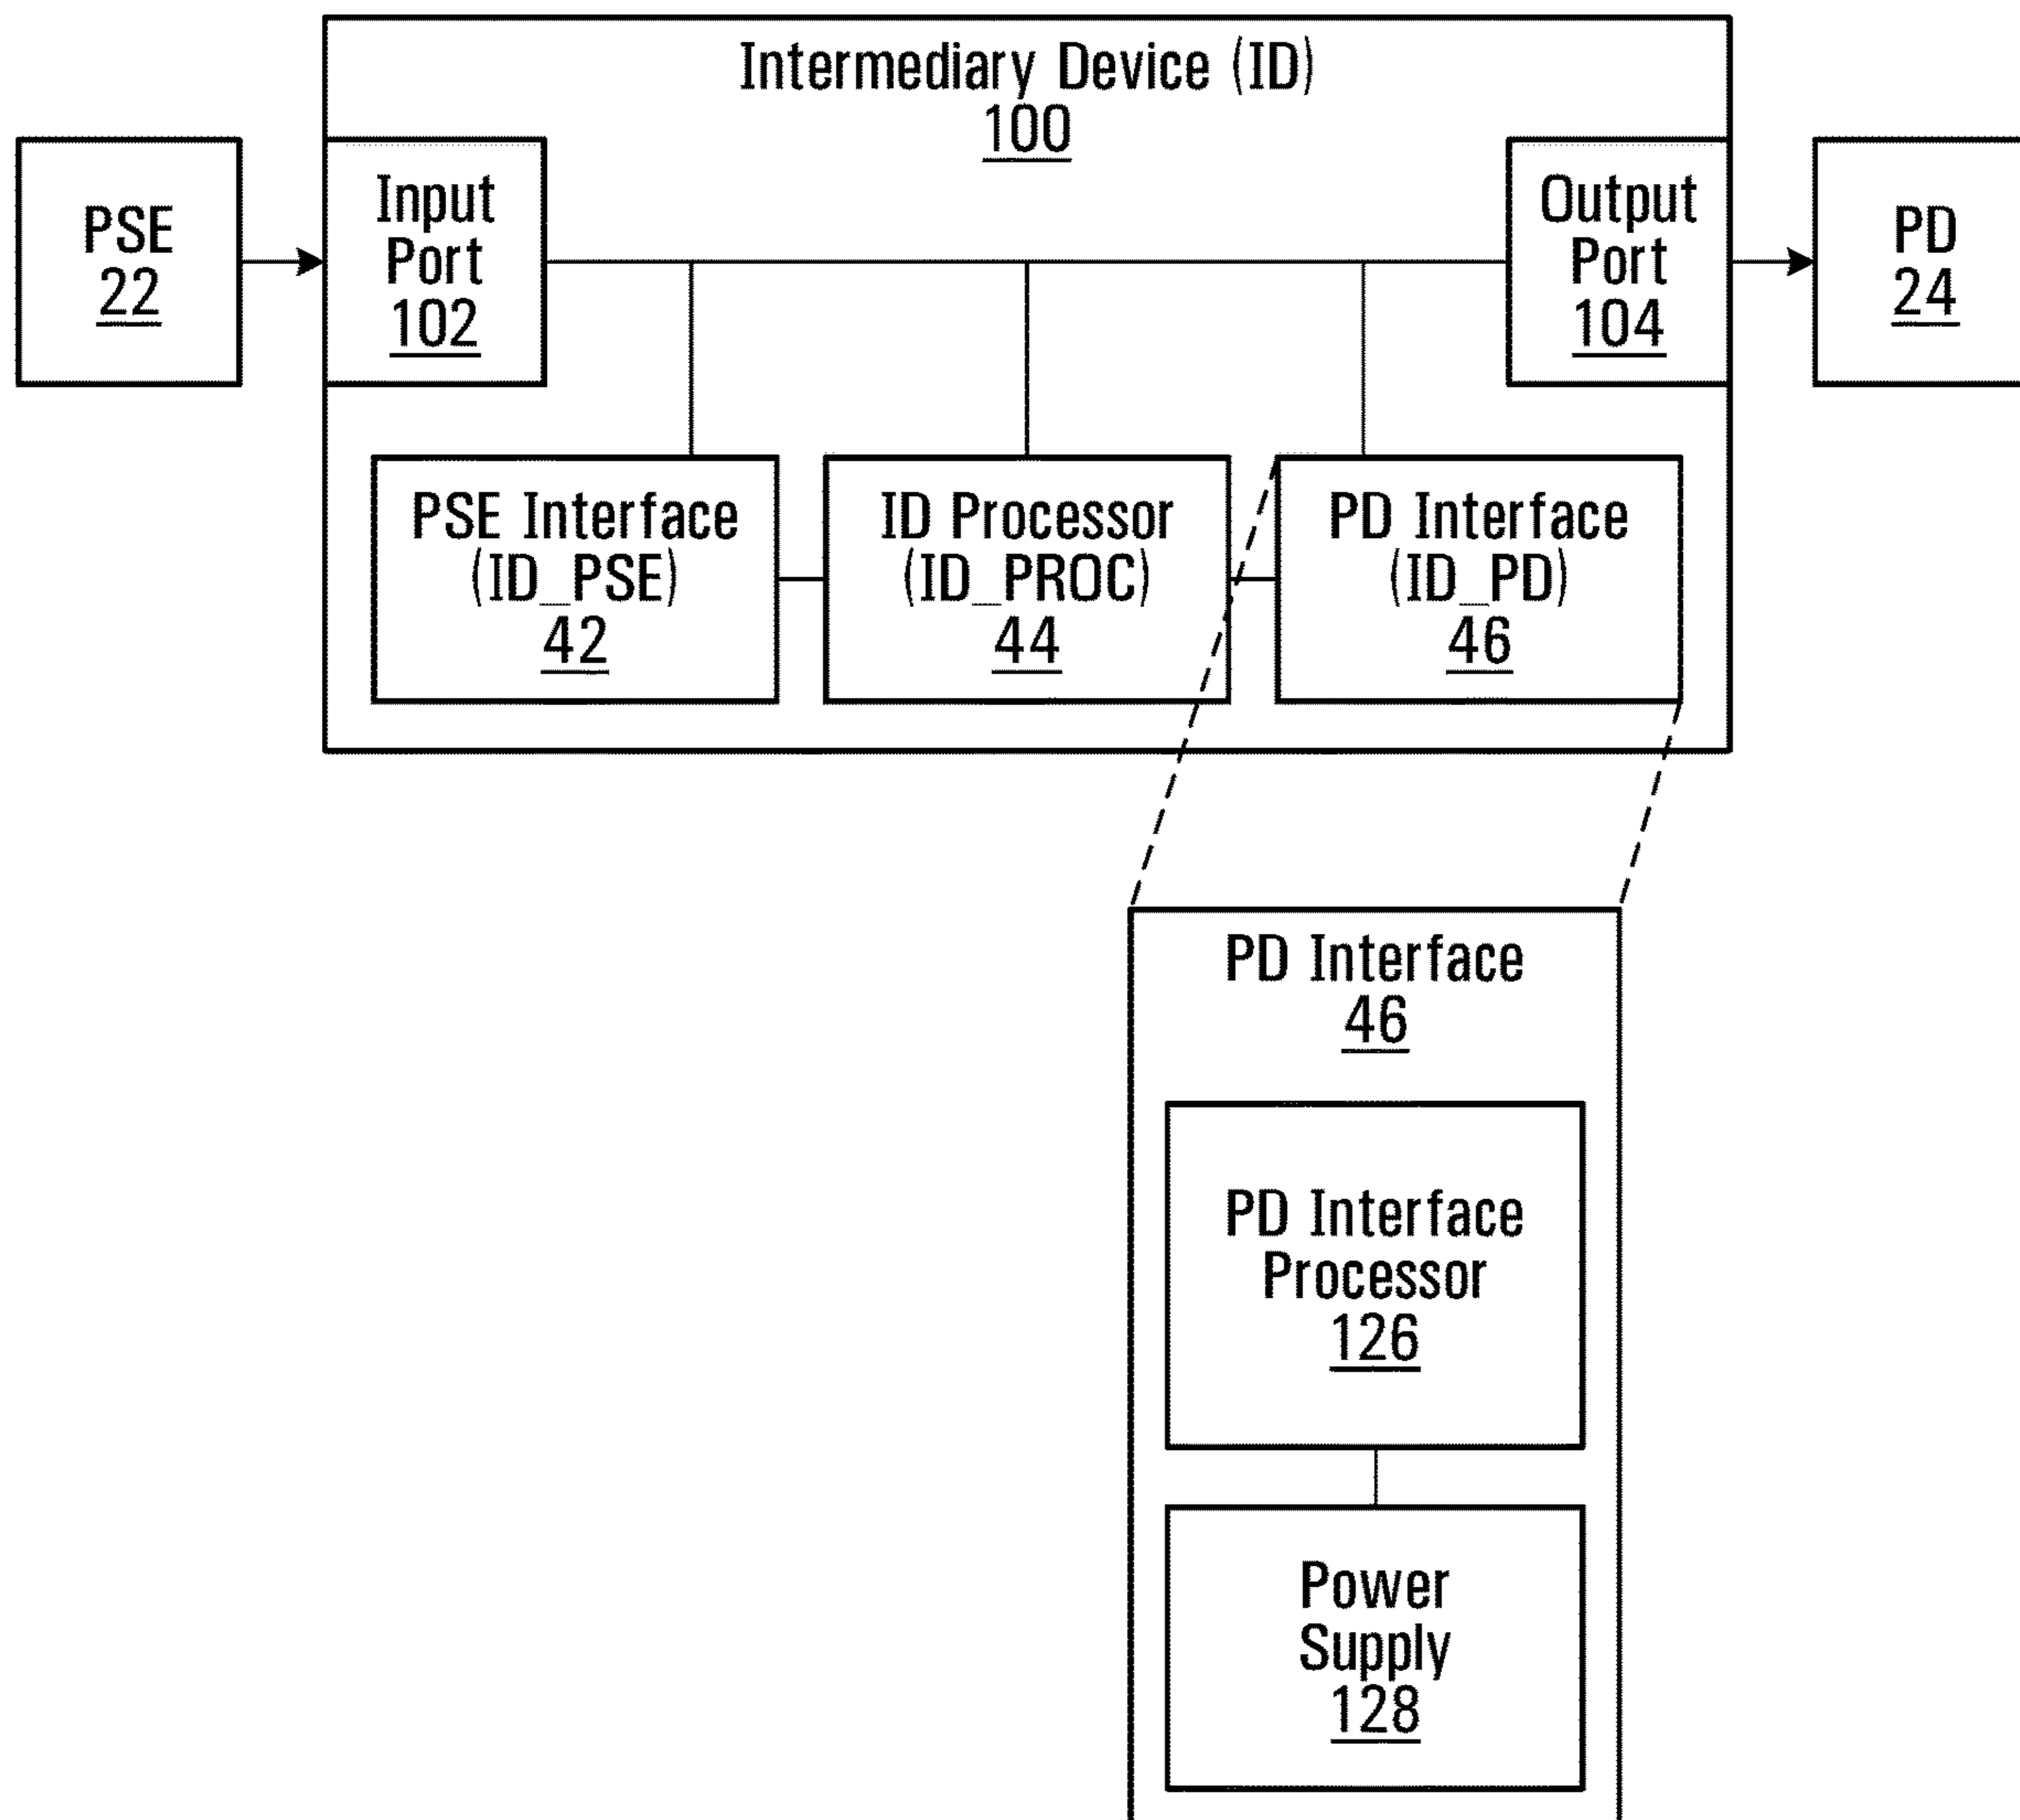 Intermediary Device (ID)
100
PSE
22
Input
Port
102
Output
Port
104
PD
24
PSE Interface
(ID_PSE)
42
ID Processor
(ID_PROC)
44
PD Interface
(ID_PD)
46
PD Interface
46
PD Interface
Processor
126
Power
Supply
128